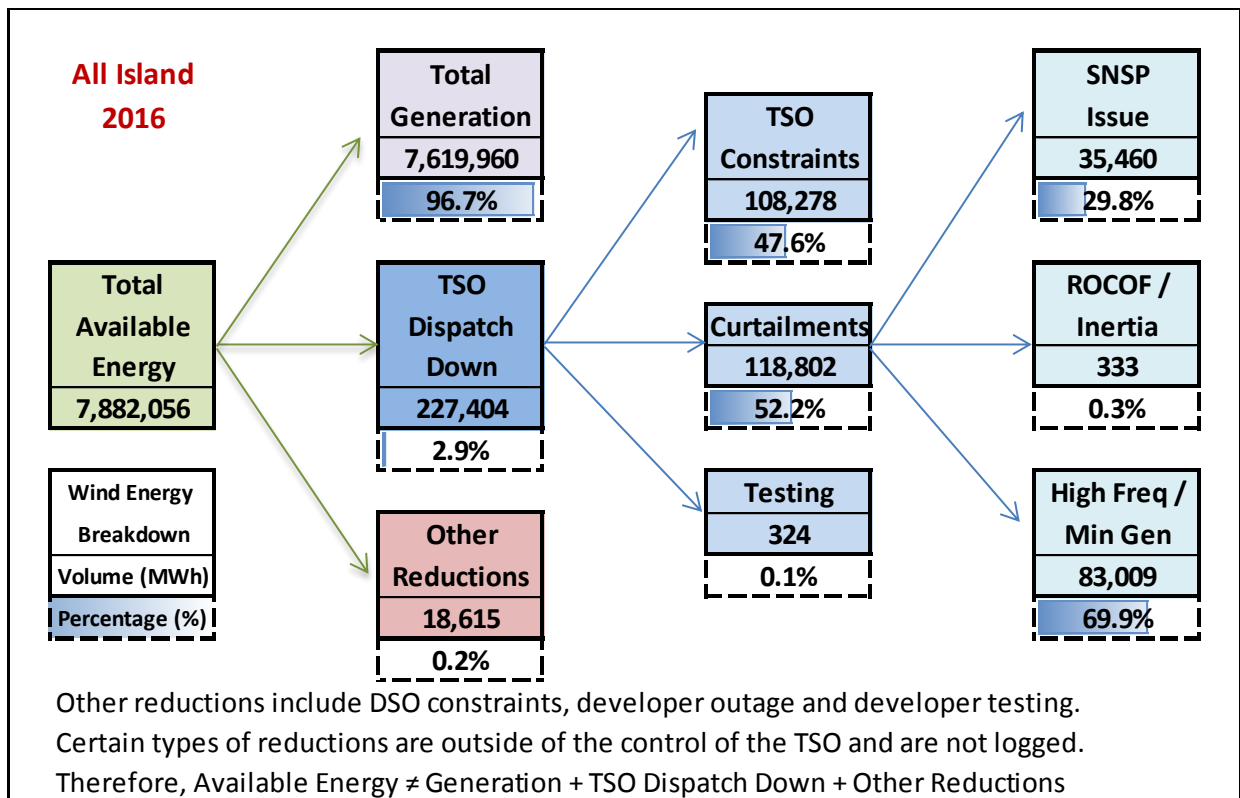 All Island
2016
Total
Generation
7,619,960
96.7%
TSO
Constraints
108,278
47.6%
SNSP
Issue
35,460
29.8%
Total
Available
Energy
7,882,056
TSO
Dispatch
Down
227,404
2.9%
Curtailments
118,802
52.2%
ROCOF /
Inertia
333
0.3%
Wind Energy
Breakdown
Volume (MWh)
Percentage (%)
Other
Reductions
18,615
0.2%
Testing
324
0.1%
High Freq /
Min Gen
83,009
69.9%
Other reductions include DSO constraints, developer outage and developer testing.
Certain types of reductions are outside of the control of the TSO and are not logged.
Therefore, Available Energy ≠ Generation + TSO Dispatch Down + Other Reductions